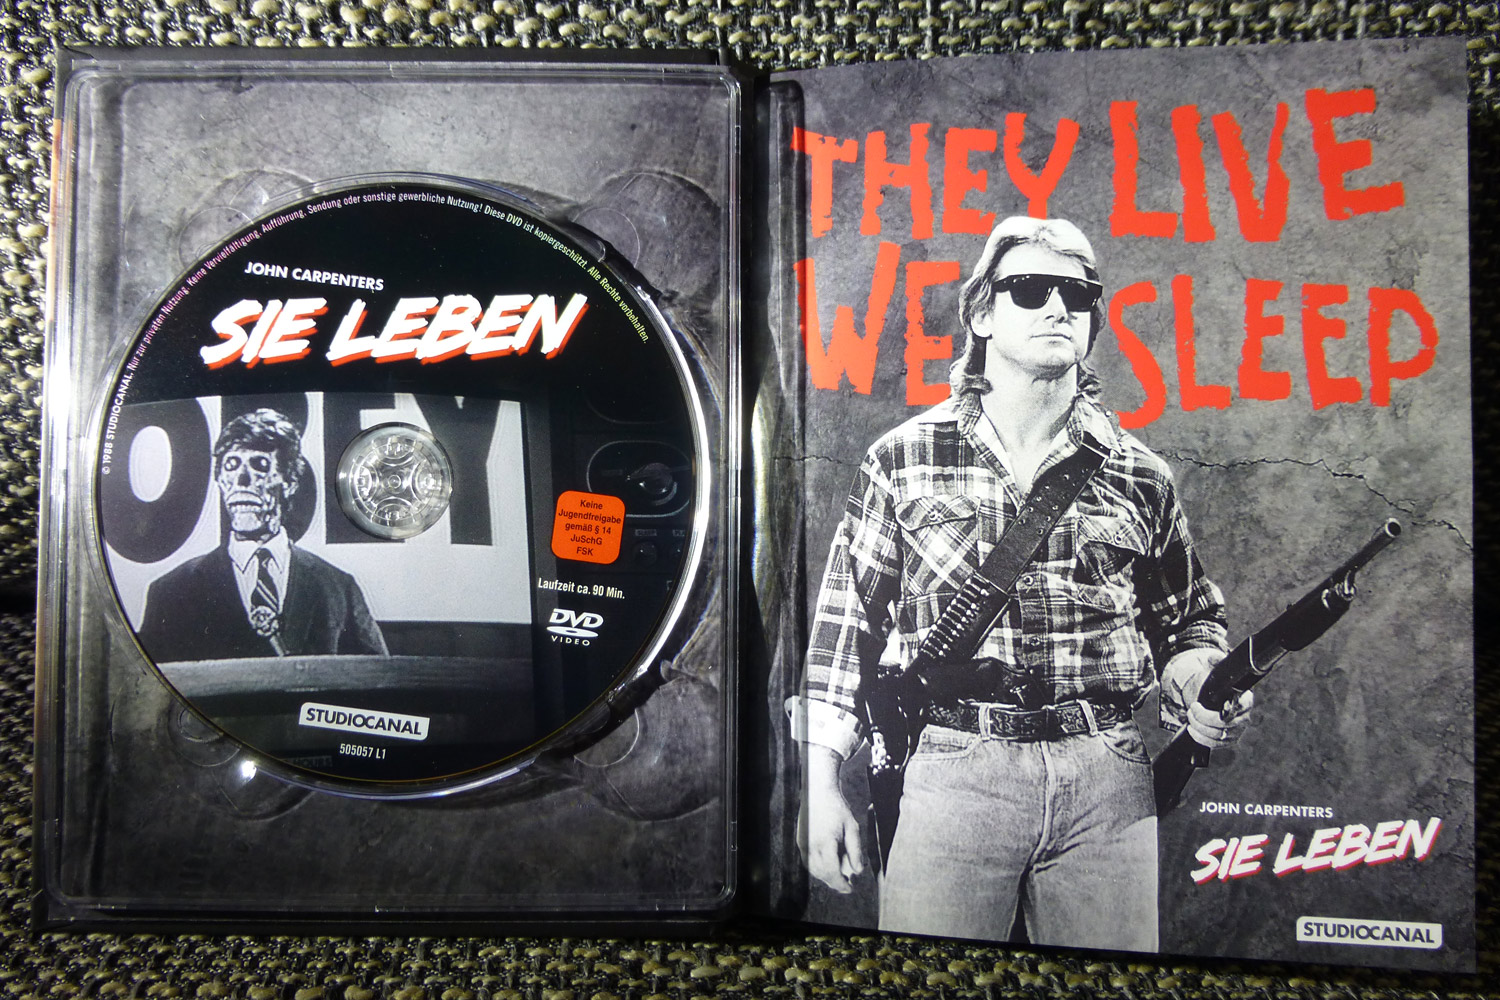 © 1988 STUDIOCANAL. Nur zur privaten Nutzung. Keine Vervielfältigung, Aufführung, Sendung oder sonstige gewerbliche Nutzung! Diese DVD ist kopiergeschützt. Alle Rechte vorbehalten.
JOHN CARPENTERS
SIE LEBEN
OBEY
Keine
Jugendfreigabe
gemäß § 14
JuSchG
FSK
Laufzeit ca. 90 Min.
DVD
VIDEO
STUDIOCANAL
505057 L1
THEY LIVE
WE SLEEP
JOHN CARPENTERS
SIE LEBEN
STUDIOCANAL